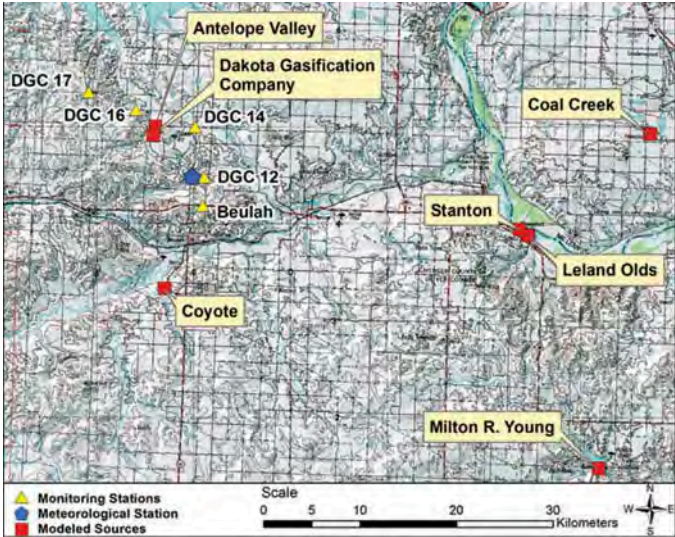 Antelope Valley
Dakota Gasification
Company
DGC 17
DGC 16
DGC 14
Coal Creek
DGC 12
Beulah
Stanton
Leland Olds
Coyote
Milton R. Young
Monitoring Stations
Meteorological Station
Modeled Sources
Scale
0 5 10 20 30
Kilometers
N
W E
S